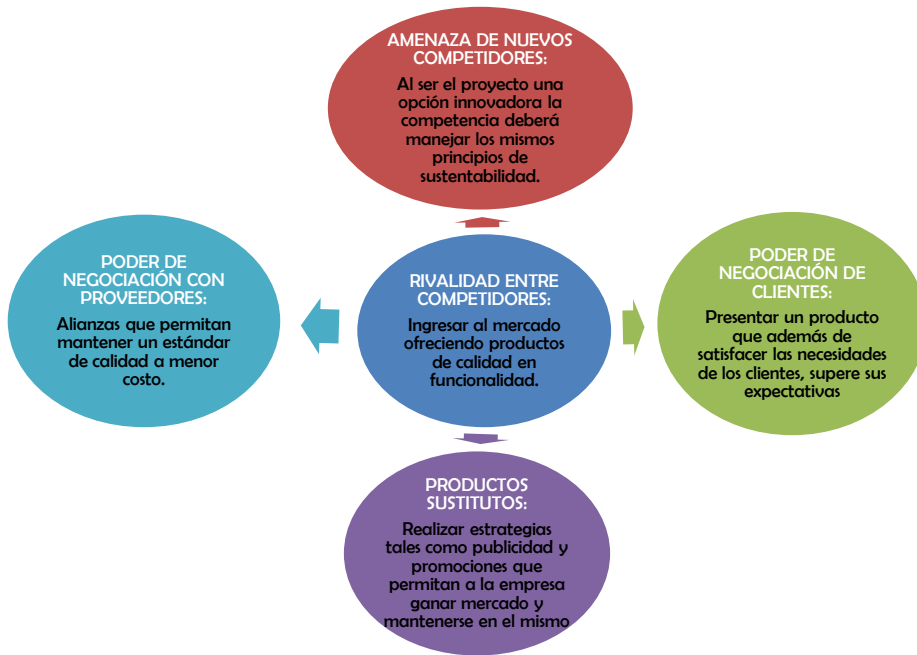 AMENAZA DE NUEVOS
COMPETIDORES:
Al ser el proyecto una
opción innovadora la
competencia deberá
manejar los mismos
principios de
sustentabilidad.
PODER DE
NEGOCIACIÓN CON
PROVEEDORES:
Alianzas que permitan
mantener un estándar
de calidad a menor
costo.
RIVALIDAD ENTRE
COMPETIDORES:
Ingresar al mercado
ofreciendo productos
de calidad en
funcionalidad.
PODER DE
NEGOCIACIÓN DE
CLIENTES:
Presentar un producto
que además de
satisfacer las necesidades
de los clientes, supere sus
expectativas
PRODUCTOS
SUSTITUTOS:
Realizar estrategias
tales como publicidad y
promociones que
permitan a la empresa
ganar mercado y
mantenerse en el mismo